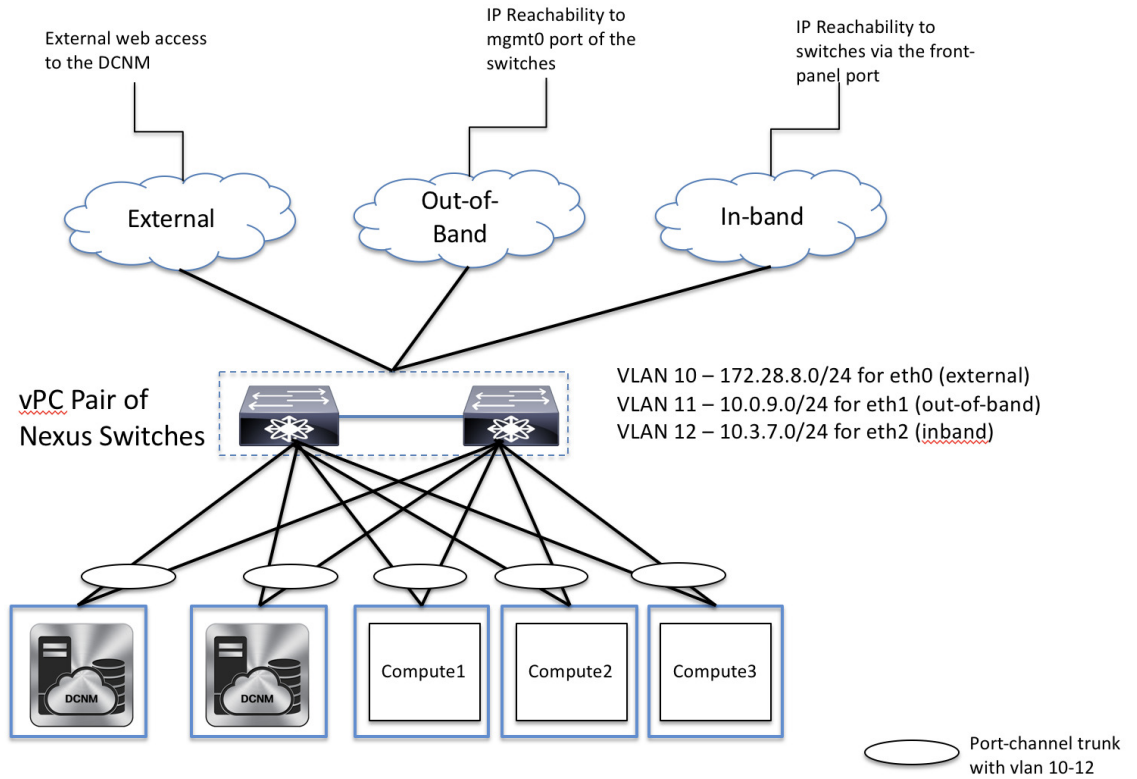 External web access
to the DCNM
IP Reachability to
mgmt0 port of the
switches
IP Reachability to
switches via the front-
panel port
External
Out-of-
Band
In-band
vPC Pair of
Nexus Switches
VLAN 10 – 172.28.8.0/24 for eth0 (external)
VLAN 11 – 10.0.9.0/24 for eth1 (out-of-band)
VLAN 12 – 10.3.7.0/24 for eth2 (inband)
DCNM
DCNM
Compute1
Compute2
Compute3
Port-channel trunk
with vlan 10-12